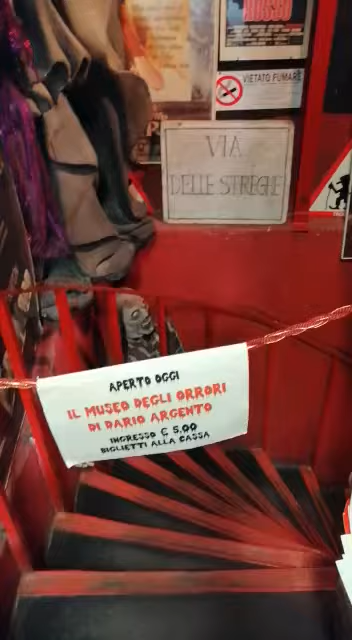 ROSSO
VIETATO FUMARE
VIA
DELLE STREGHE
APERTO OGGI
IL MUSEO DEGLI ORRORI
DI DARIO ARGENTO
INGRESSO € 5,00
BIGLIETTI ALLA CASSA